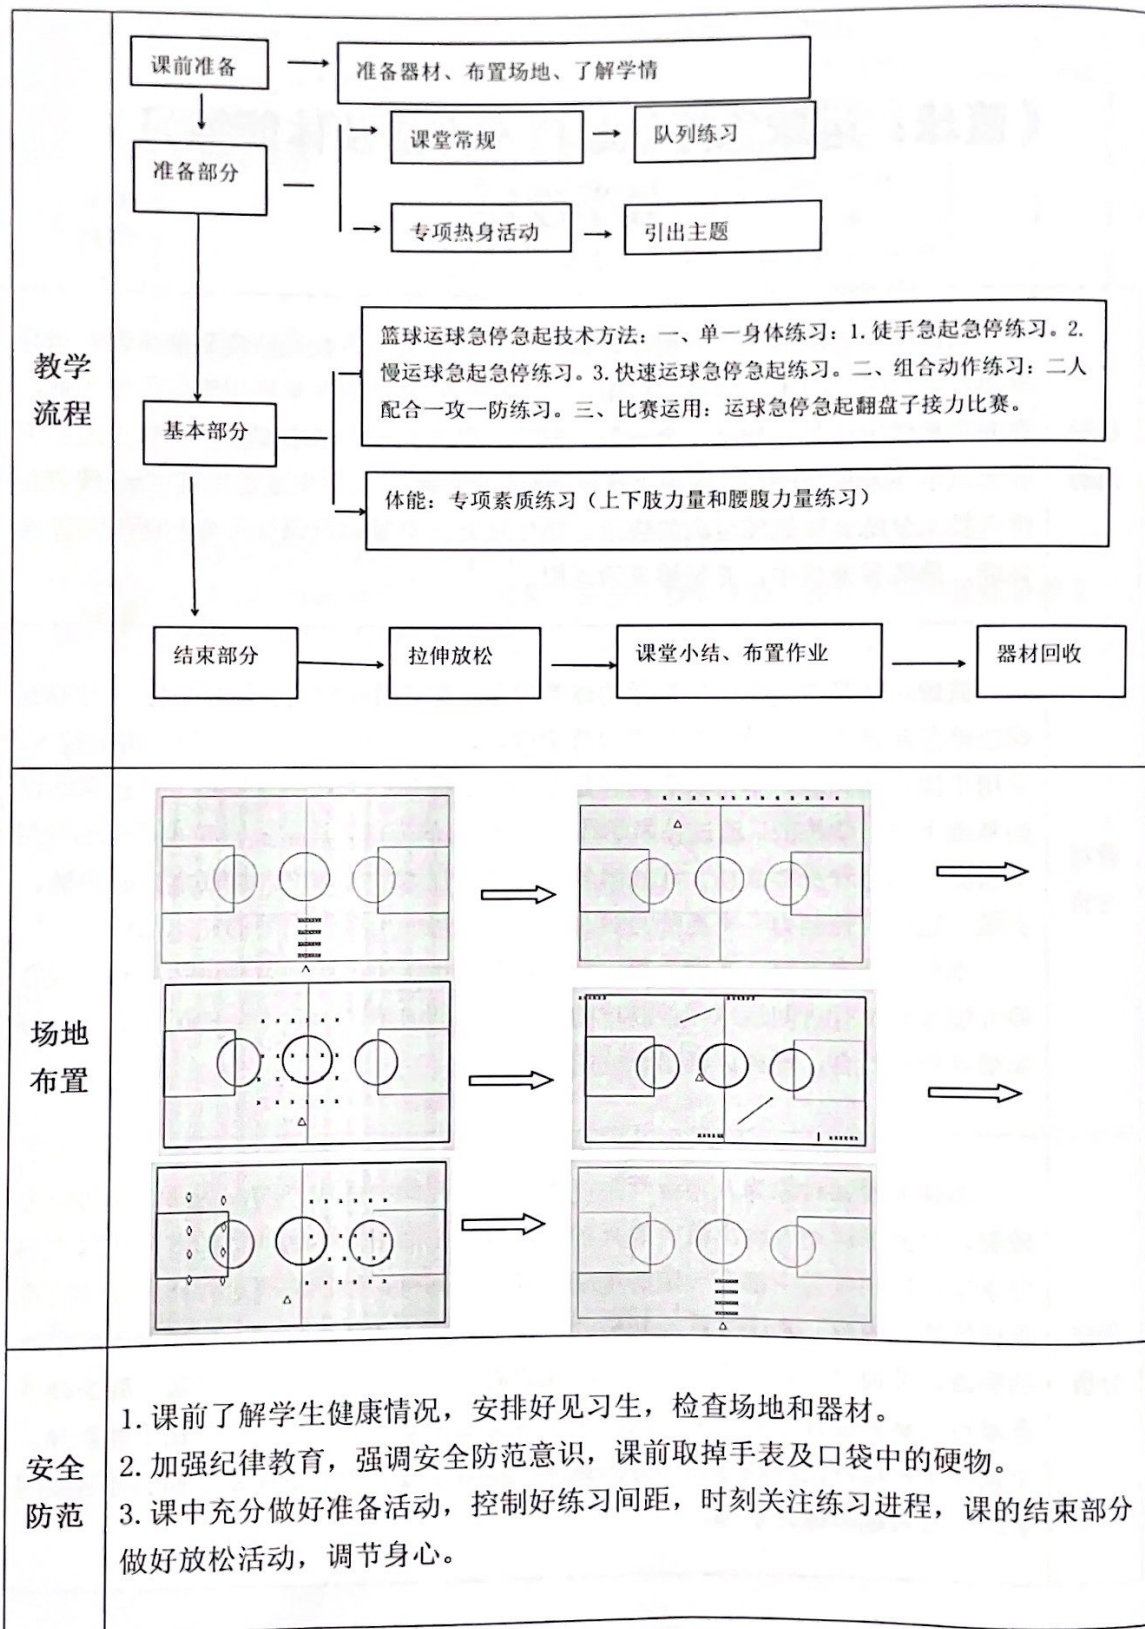 教学
流程
课前准备
准备器材、布置场地、了解学情
准备部分
课堂常规
队列练习
专项热身活动
引出主题
基本部分
篮球运球急停急起技术方法：一、单一身体练习：1.徒手急起急停练习。2.
慢运球急起急停练习。3.快速运球急停急起练习。二、组合动作练习：二人
配合一攻一防练习。三、比赛运用：运球急停急起翻盘子接力比赛。
体能：专项素质练习（上下肢力量和腰腹力量练习）
结束部分
拉伸放松
课堂小结、布置作业
器材回收
场地
布置
安全
防范
1.课前了解学生健康情况，安排好见习生，检查场地和器材。
2.加强纪律教育，强调安全防范意识，课前取掉手表及口袋中的硬物。
3.课中充分做好准备活动，控制好练习间距，时刻关注练习进程，课的结束部分
做好放松活动，调节身心。